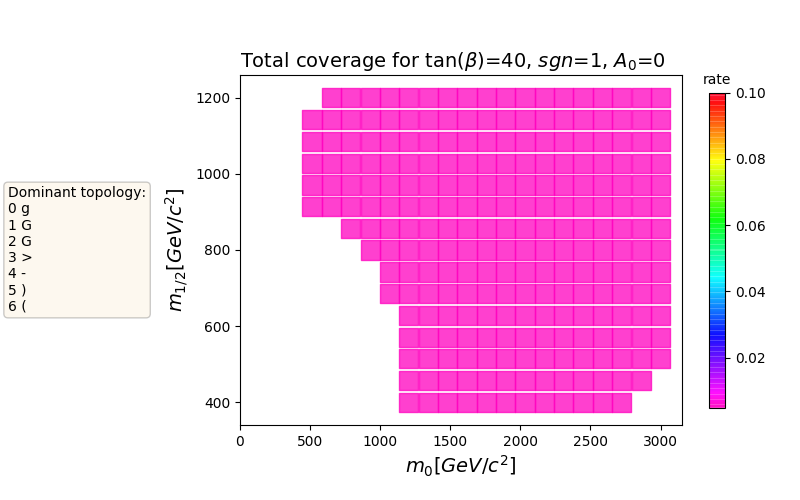 Total coverage for tan(β)=40, sgn=1, A₀=0
rate
Dominant topology:
0 g
1 G
2 G
3 >
4 -
5 )
6 (
m₁/₂[GeV/c²]
1200
1000
800
600
400
0 500 1000 1500 2000 2500 3000
m₀[GeV/c²]
0.10
0.08
0.06
0.04
0.02